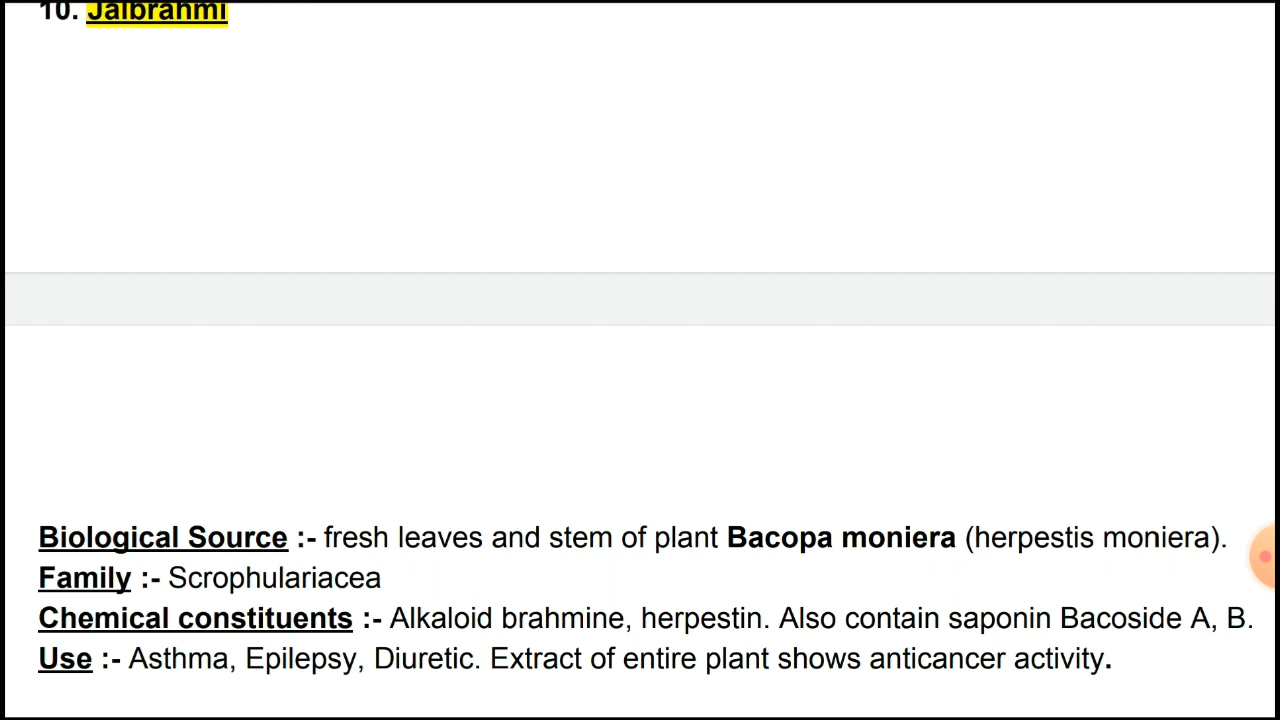 10. Jalbrahmi
Biological Source :- fresh leaves and stem of plant Bacopa moniera (herpestis moniera).
Family :- Scrophulariacea
Chemical constituents :- Alkaloid brahmine, herpestin. Also contain saponin Bacoside A, B.
Use :- Asthma, Epilepsy, Diuretic. Extract of entire plant shows anticancer activity.